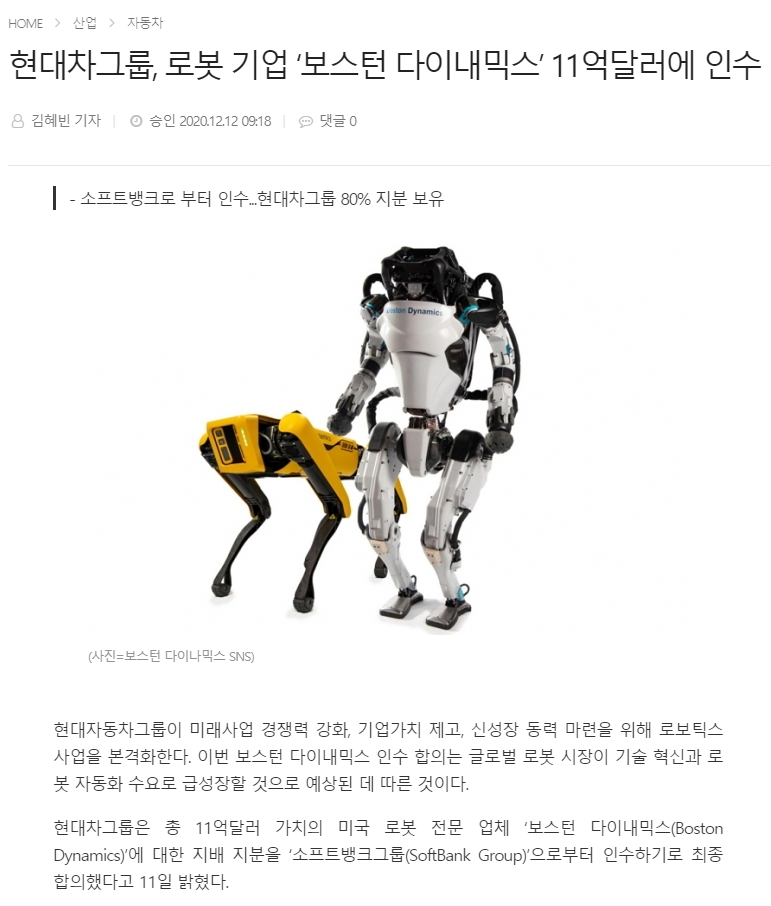 HOME > 산업 > 자동차
현대차그룹, 로봇 기업 ‘보스턴 다이내믹스’ 11억달러에 인수
김혜빈 기자 | 승인 2020.12.12 09:18 | 댓글 0
- 소프트뱅크로 부터 인수...현대차그룹 80% 지분 보유
Boston Dynamics
(사진=보스턴 다이나믹스 SNS)
현대자동차그룹이 미래사업 경쟁력 강화, 기업가치 제고, 신성장 동력 마련을 위해 로보틱스
사업을 본격화한다. 이번 보스턴 다이내믹스 인수 합의는 글로벌 로봇 시장이 기술 혁신과 로
봇 자동화 수요로 급성장할 것으로 예상된 데 따른 것이다.
현대차그룹은 총 11억달러 가치의 미국 로봇 전문 업체 ‘보스턴 다이내믹스(Boston
Dynamics)’에 대한 지배 지분을 ‘소프트뱅크그룹(SoftBank Group)’으로부터 인수하기로 최종
합의했다고 11일 밝혔다.